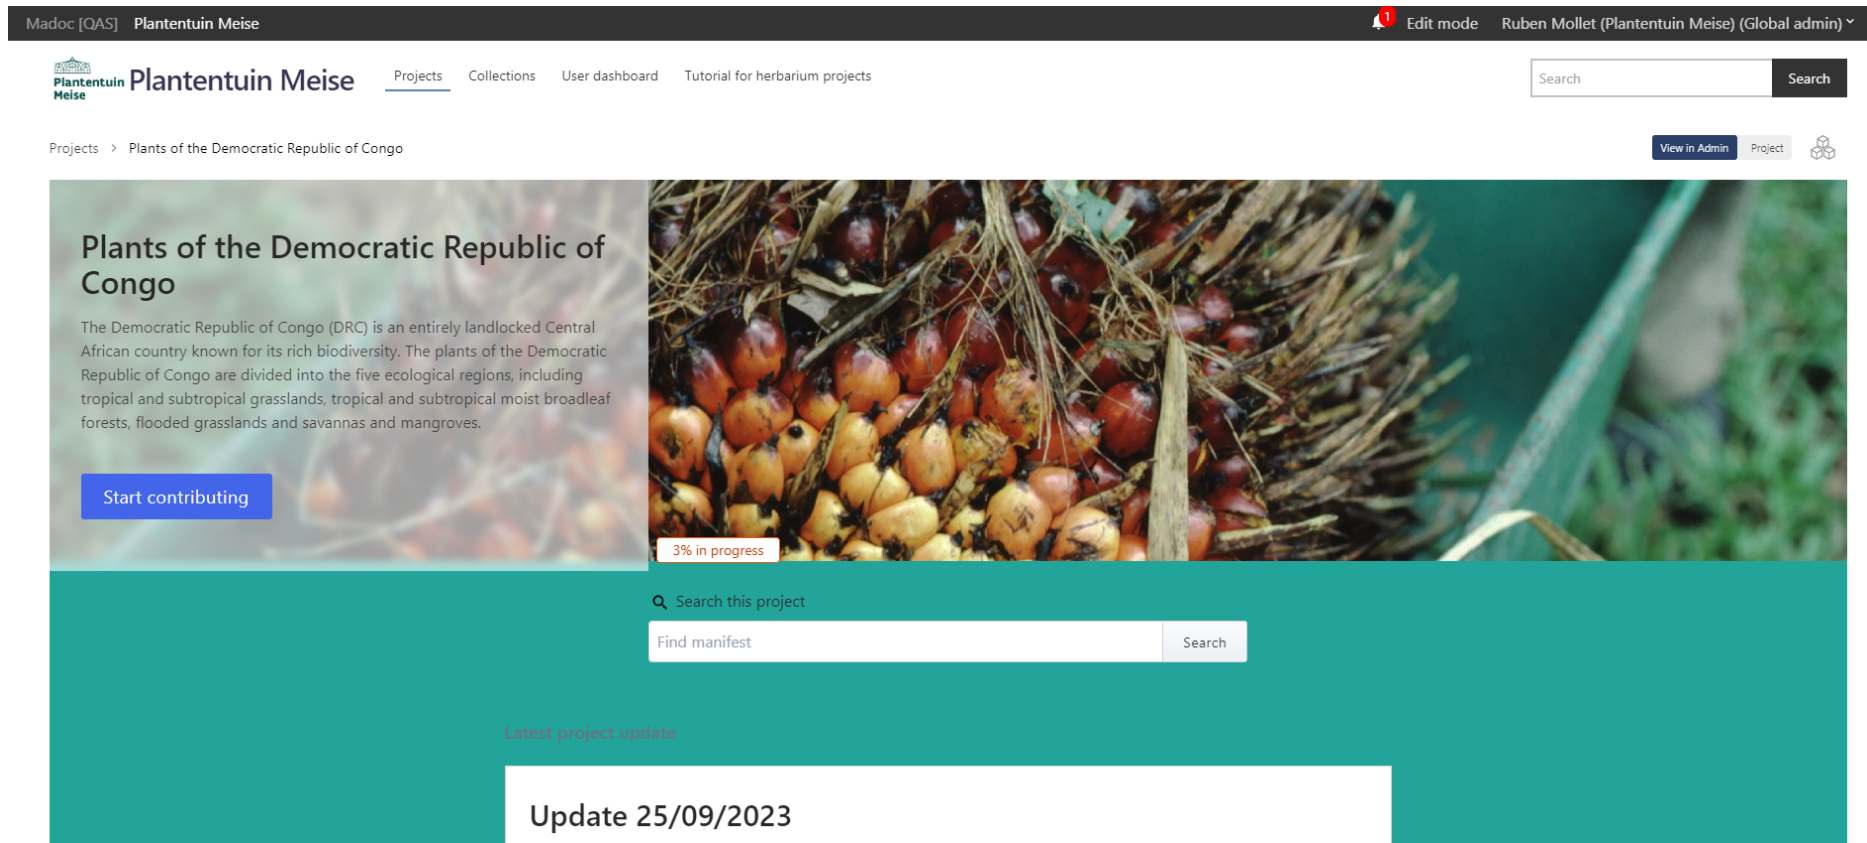 Madoc [QAS] Plantentuin Meise
1 Edit mode Ruben Mollet (Plantentuin Meise) (Global admin)
Plantentuin
Meise
Plantentuin Meise
Projects Collections User dashboard Tutorial for herbarium projects
Search Search
Projects > Plants of the Democratic Republic of Congo
View in Admin Project
Plants of the Democratic Republic of
Congo
The Democratic Republic of Congo (DRC) is an entirely landlocked Central
African country known for its rich biodiversity. The plants of the Democratic
Republic of Congo are divided into the five ecological regions, including
tropical and subtropical grasslands, tropical and subtropical moist broadleaf
forests, flooded grasslands and savannas and mangroves.
Start contributing
3% in progress
Search this project
Find manifest Search
Latest project update
Update 25/09/2023